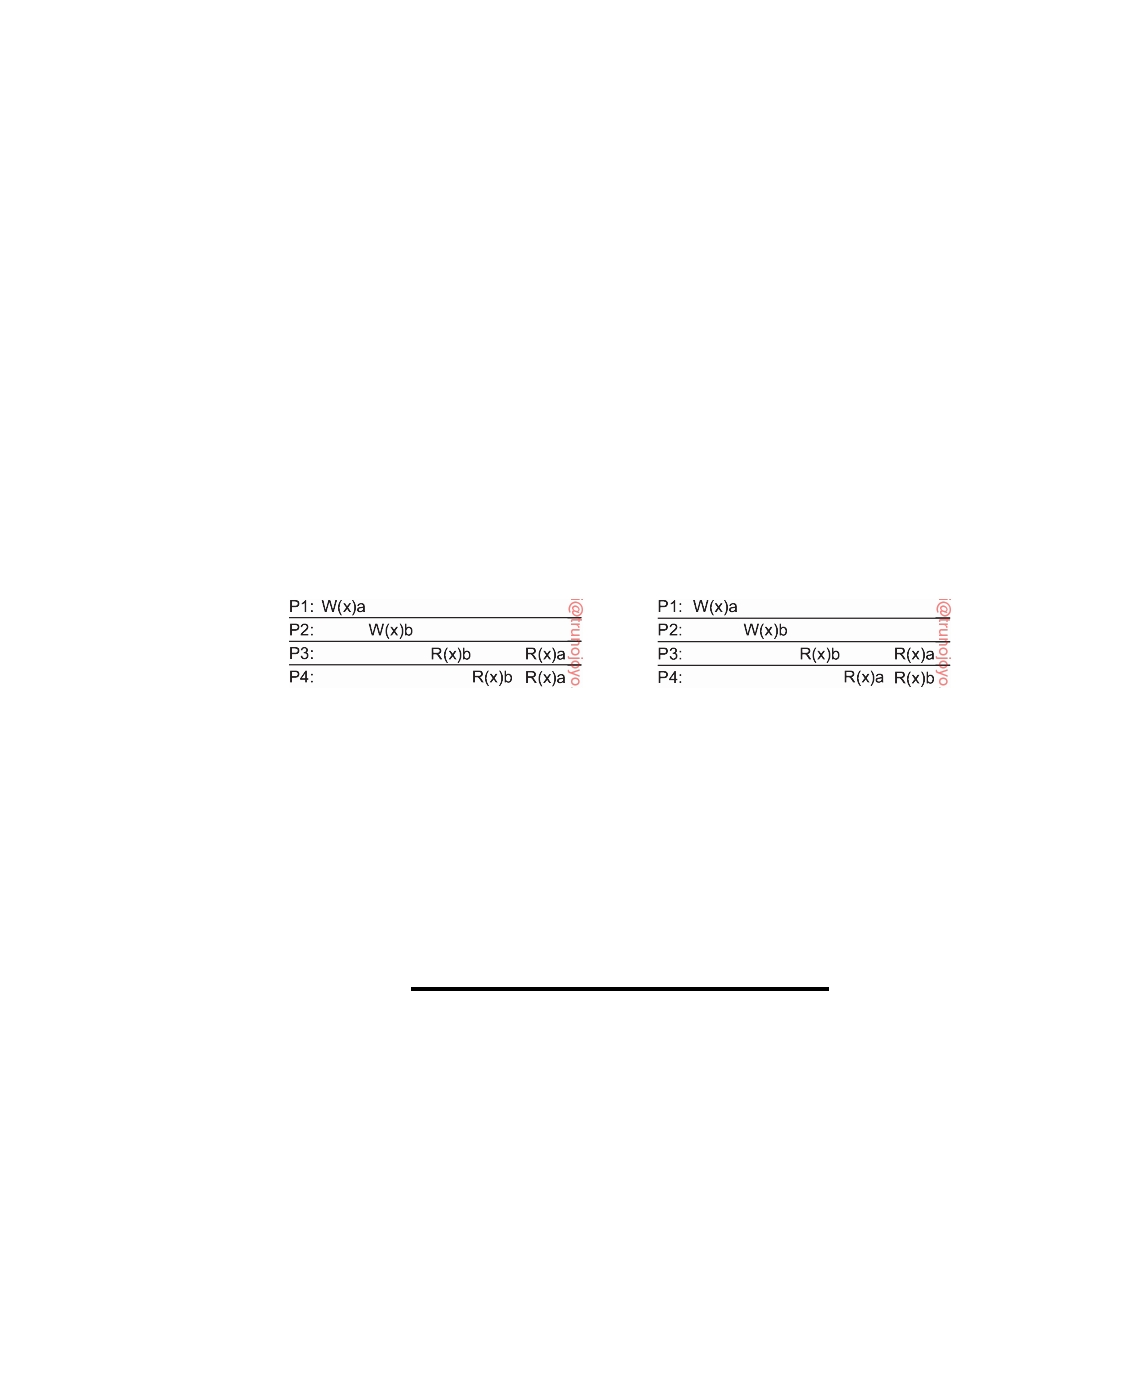 P1: W(x)a
P2: W(x)b
P3: R(x)b R(x)a
P4: R(x)b R(x)a
i@trunojoyo.
P1: W(x)a
P2: W(x)b
P3: R(x)b R(x)a
P4: R(x)a R(x)b
i@trunojoyo.